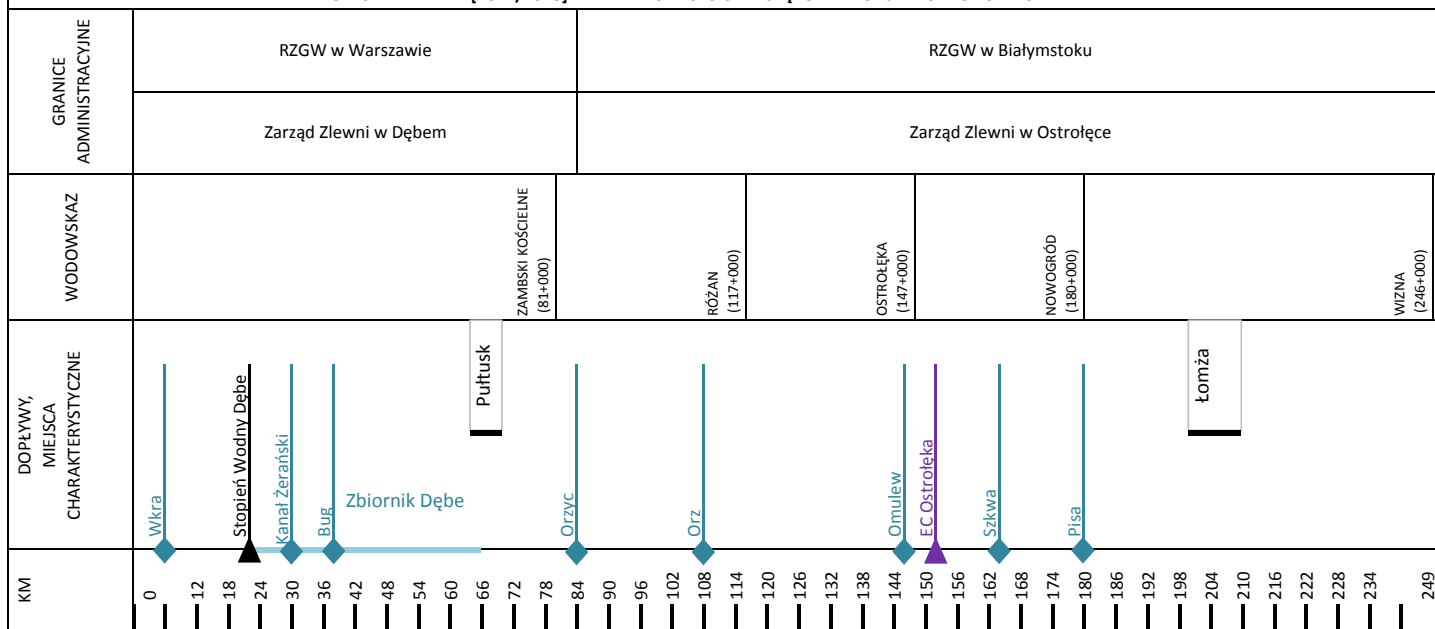 GRANICE
ADMINISTRACYJNE
RZGW w Warszawie
RZGW w Białymstoku
Zarząd Zlewni w Dębem
Zarząd Zlewni w Ostrołęce
WODOWSKAZ
ZAMBSKI KOŚCIELNE
(81+000)
RÓŻAN
(117+000)
OSTROŁĘKA
(147+000)
NOWOGRÓD
(180+000)
WIZNA
(246+000)
DOPŁYWY,
MIEJSCA
CHARAKTERYSTYCZNE
Wkra
Stopień Wodny Dębe
Kanał Żerański
Bug
Zbiornik Dębe
Pułtusk
Orzyc
Orz
Omulew
EC Ostrołęka
Szkwa
Pisa
Łomża
KM
0
12
18
24
30
36
42
48
54
60
66
72
78
84
90
96
102
108
114
120
126
132
138
144
150
156
162
168
174
180
186
192
198
204
210
216
222
228
234
249